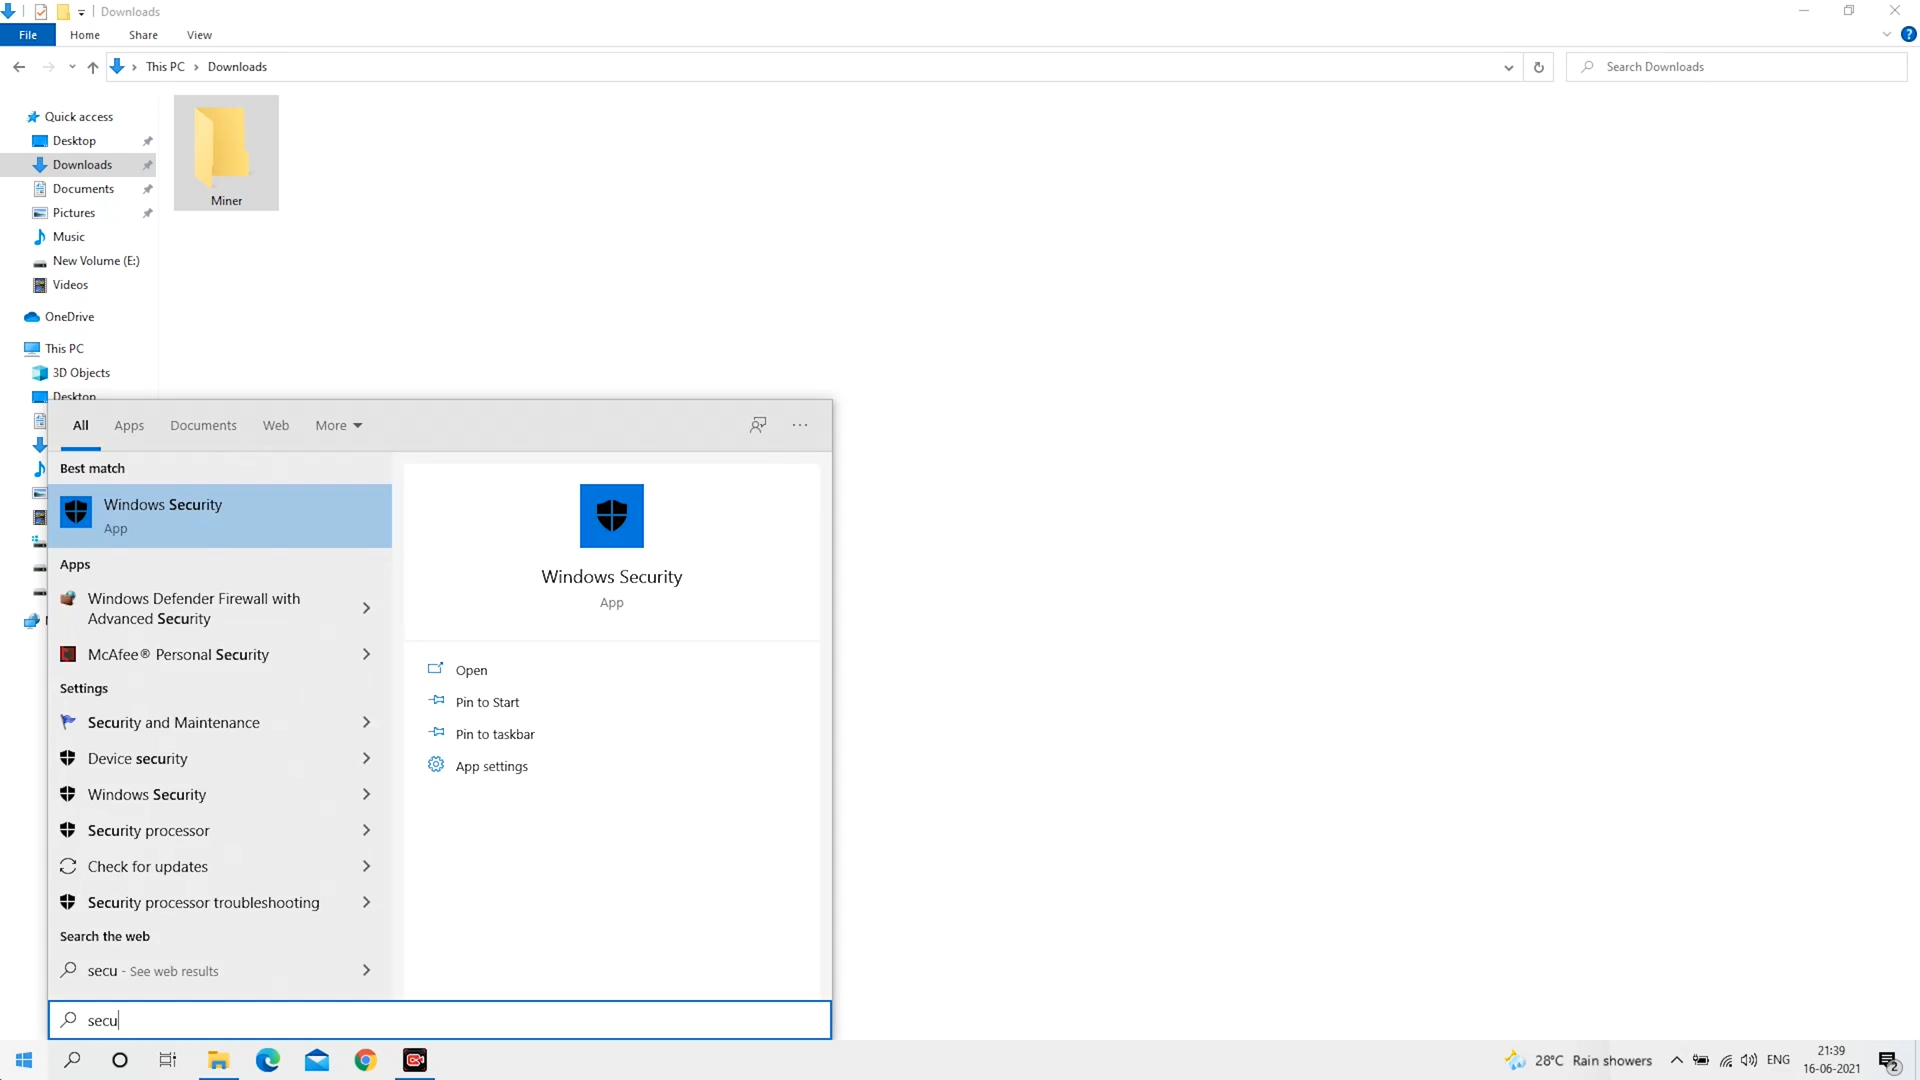 Downloads
File
Home
Share
View
This PC
Downloads
Search Downloads
Quick access
Desktop
Downloads
Documents
Pictures
Music
New Volume (E:)
Videos
OneDrive
This PC
3D Objects
Desktop
Miner
All
Apps
Documents
Web
More
Best match
Windows Security
App
Apps
Windows Defender Firewall with
Advanced Security
McAfee® Personal Security
Settings
Security and Maintenance
Device security
Windows Security
Security processor
Check for updates
Security processor troubleshooting
Search the web
secu - See web results
Windows Security
App
Open
Pin to Start
Pin to taskbar
App settings
secu
28°C Rain showers
ENG
21:39
16-06-2021
2